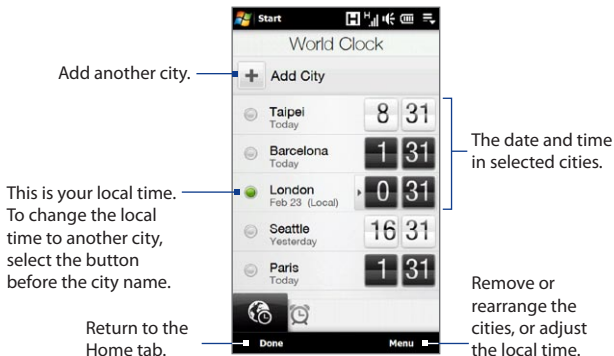 Start
World Clock
Add another city.
Add City
Taipei
Today
8 31
Barcelona
Today
1 31
The date and time
in selected cities.
This is your local time.
To change the local
time to another city,
select the button
before the city name.
London
Feb 23 (Local)
0 31
Seattle
Yesterday
16 31
Paris
Today
1 31
Return to the
Home tab.
Done
Menu
Remove or
rearrange the
cities, or adjust
the local time.